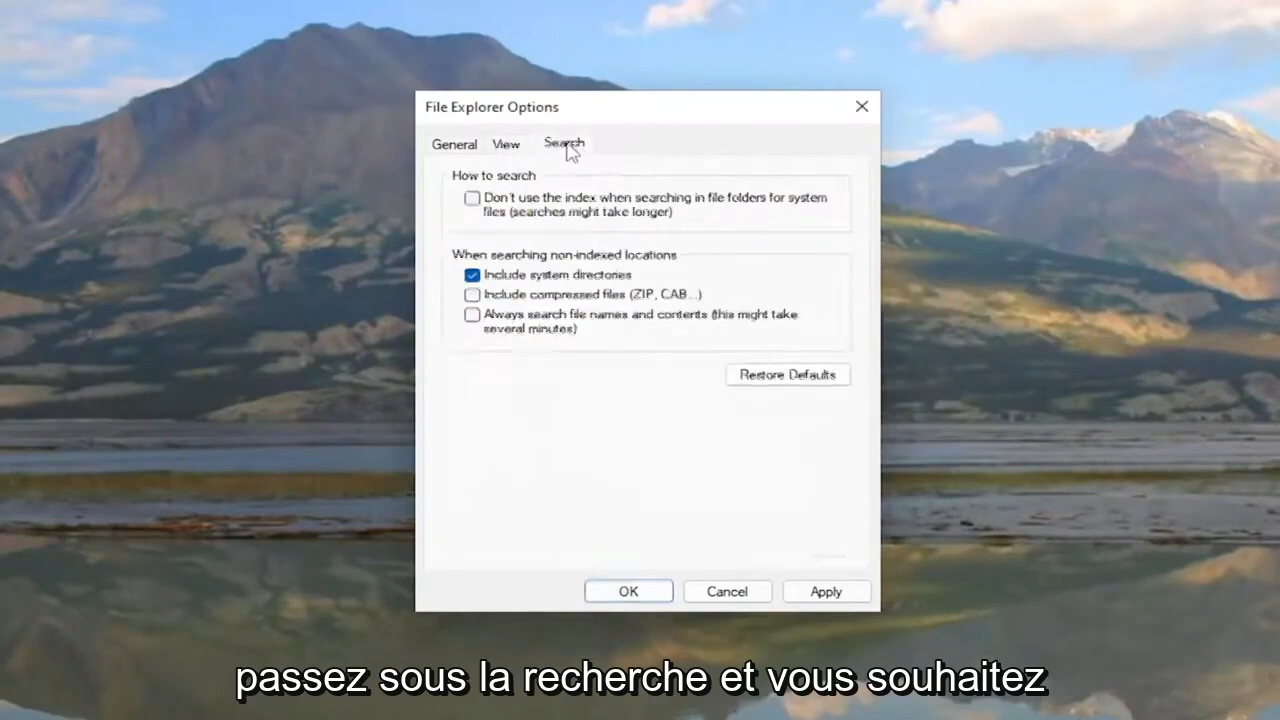 File Explorer Options
General View Search
How to search
Don't use the index when searching in file folders for system
files (searches might take longer)
When searching non-indexed locations
Include system directories
Include compressed files (ZIP, CAB...)
Always search file names and contents (this might take
several minutes)
Restore Defaults
OK Cancel Apply
passez sous la recherche et vous souhaitez